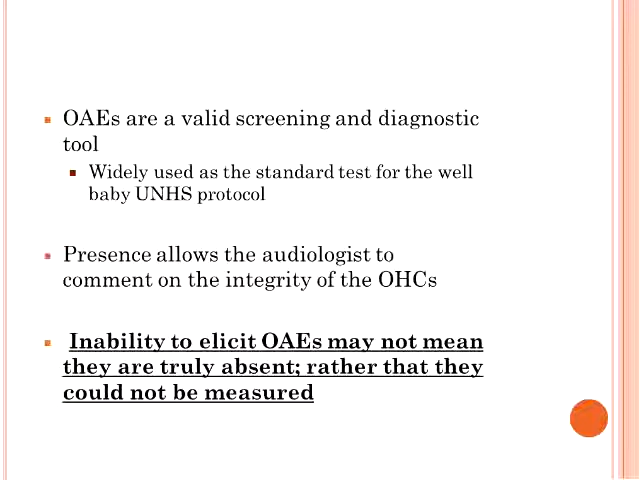 OAEs are a valid screening and diagnostic
tool
Widely used as the standard test for the well
baby UNHS protocol
Presence allows the audiologist to
comment on the integrity of the OHCs
Inability to elicit OAEs may not mean
they are truly absent; rather that they
could not be measured